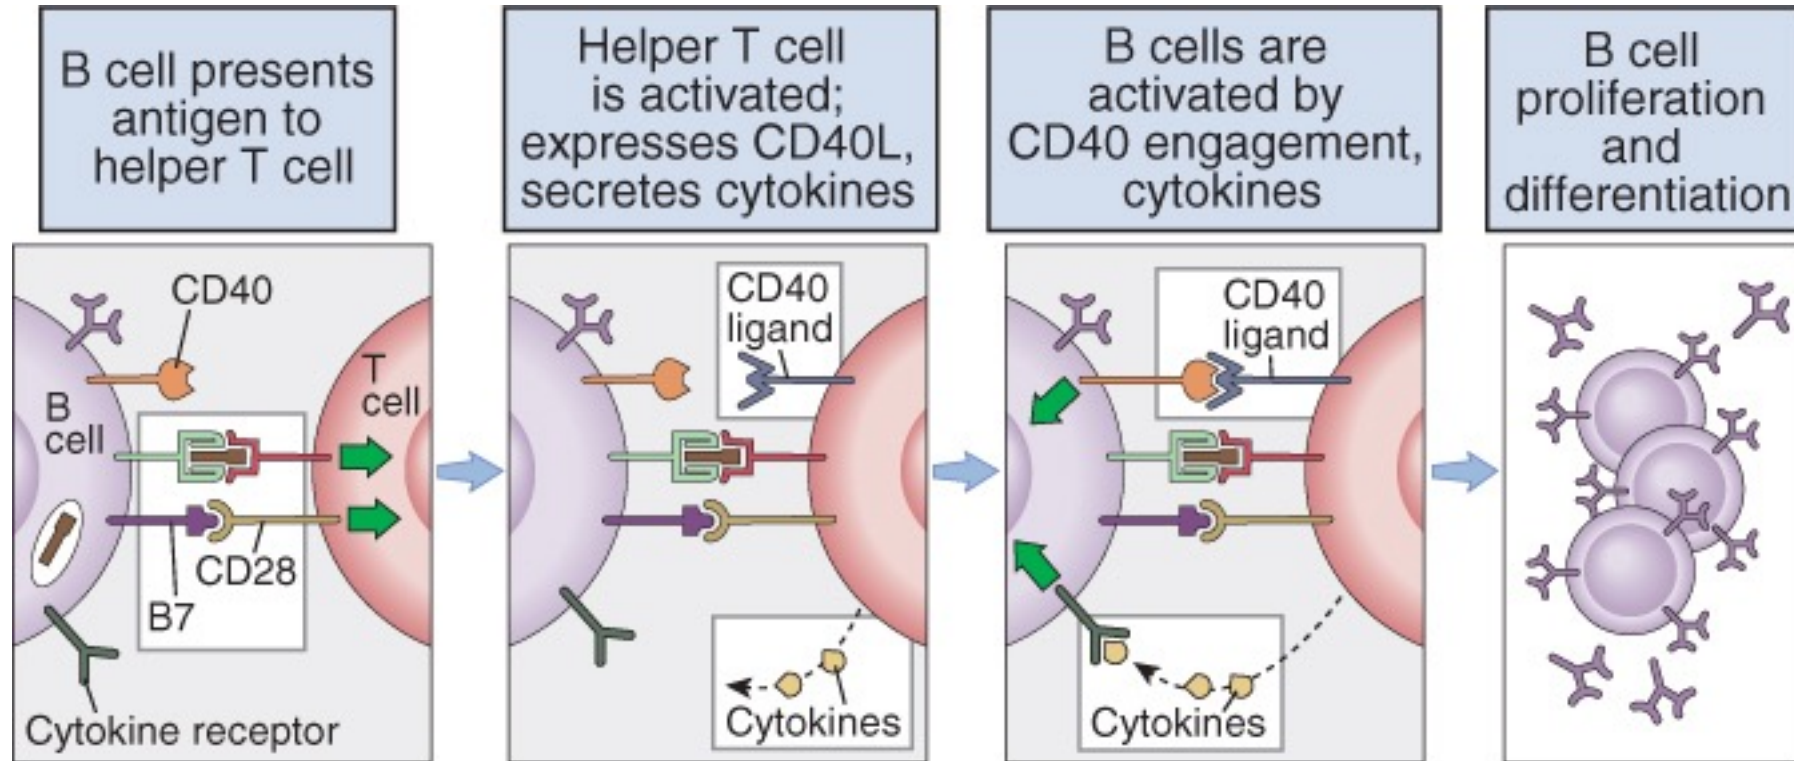 B cell presents
antigen to
helper T cell
Helper T cell
is activated;
expresses CD40L,
secretes cytokines
B cells are
activated by
CD40 engagement,
cytokines
B cell
proliferation
and
differentiation
CD40
T
cell
B
cell
CD28
B7
Cytokine receptor
CD40
ligand
Cytokines
CD40
ligand
Cytokines